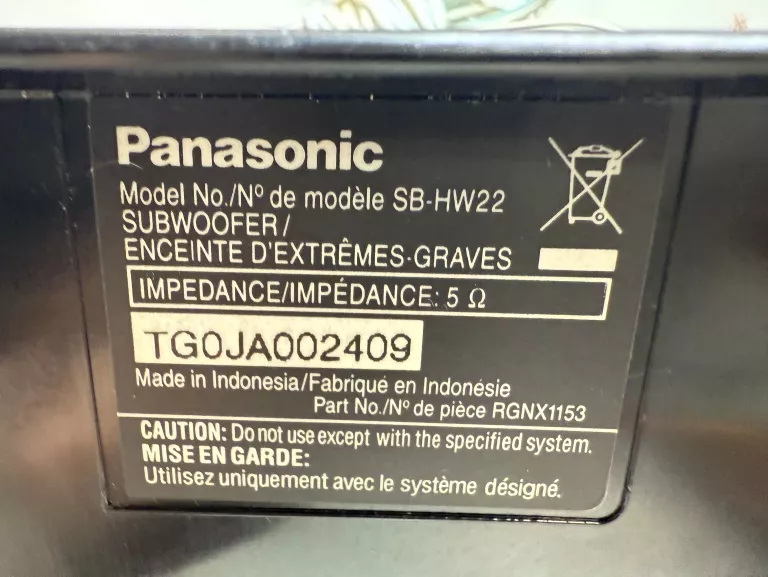 Panasonic
Model No./Nº de modèle SB-HW22
SUBWOOFER/
ENCEINTE D'EXTRÊMES-GRAVES
IMPEDANCE/IMPÉDANCE: 5 Ω
TG0JA002409
Made in Indonesia/Fabriqué en Indonésie
Part No./Nº de pièce RGNX1153
CAUTION: Do not use except with the specified system.
MISE EN GARDE:
Utilisez uniquement avec le système désigné.